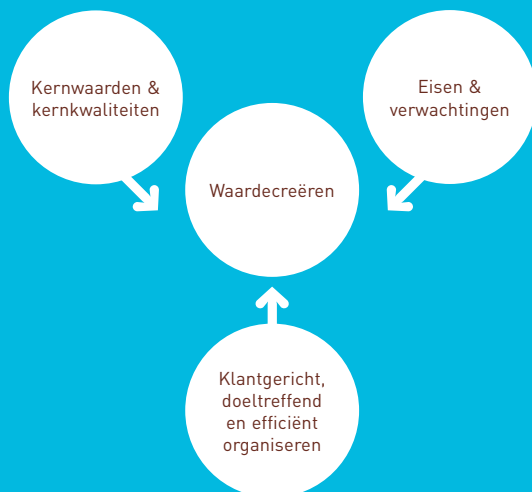 Kernwaarden &
kernkwaliteiten
Eisen &
verwachtingen
Waardecreëren
Klantgericht,
doeltreffend
en efficiënt
organiseren